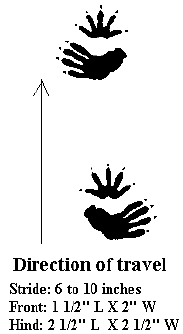 Direction of travel
Stride: 6 to 10 inches
Front: 1 1/2" L X 2" W
Hind: 2 1/2" L X 2 1/2" W